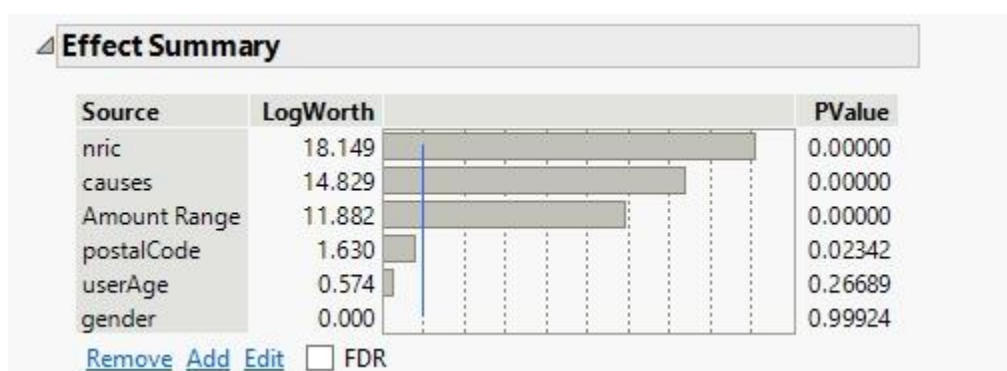 Effect Summary
Source LogWorth PValue
nric 18.149 0.00000
causes 14.829 0.00000
Amount Range 11.882 0.00000
postalCode 1.630 0.02342
userAge 0.574 0.26689
gender 0.000 0.99924
Remove Add Edit FDR